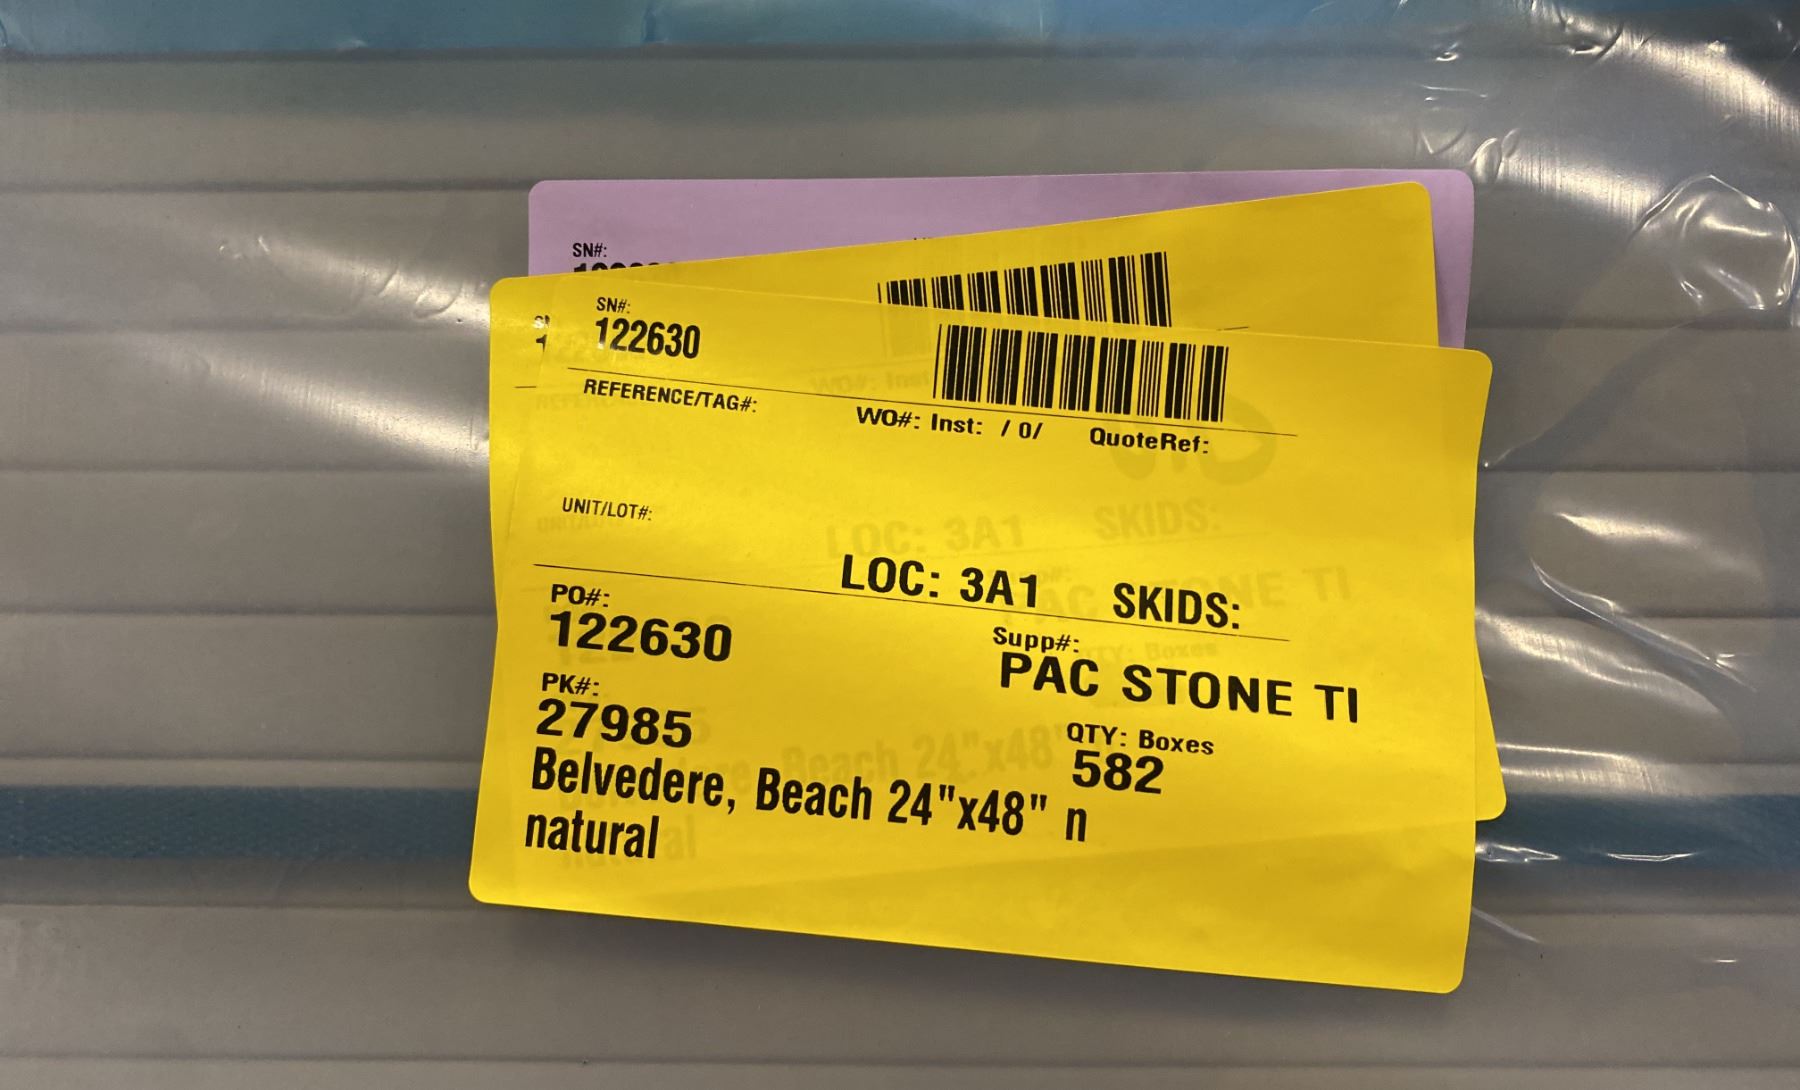 SN#:
SN#:
122630
REFERENCE/TAG#:
WO#: Inst: / 0/ QuoteRef:
UNIT/LOT#:
LOC: 3A1 SKIDS:
PO#:
122630
Supp#:
PAC STONE TI
PK#:
27985
QTY: Boxes
582
Belvedere, Beach 24"x48" n
natural